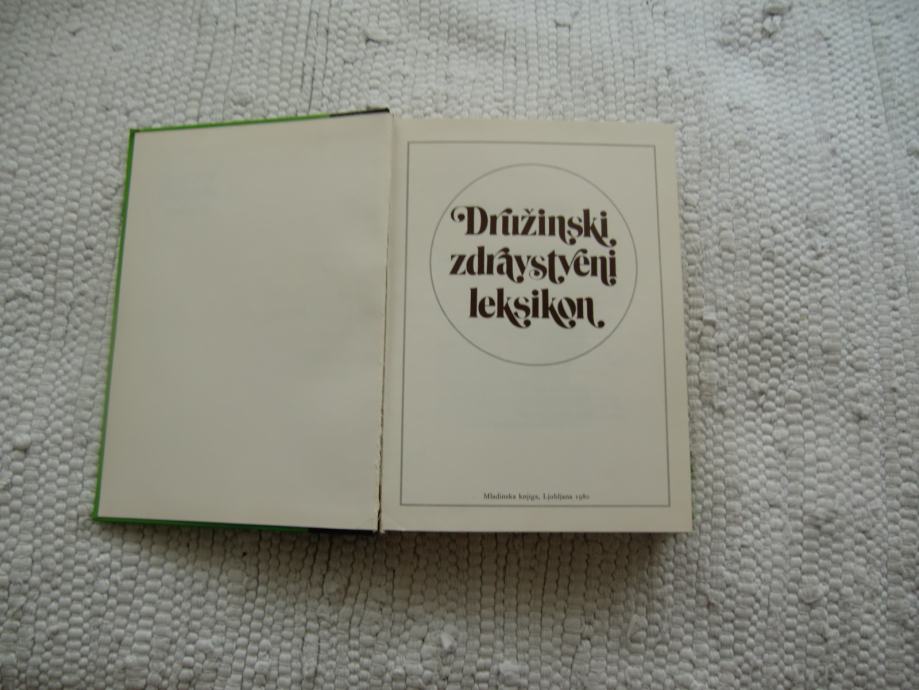 Družinski
zdravstveni
leksikon
Mladinska knjiga, Ljubljana 1980